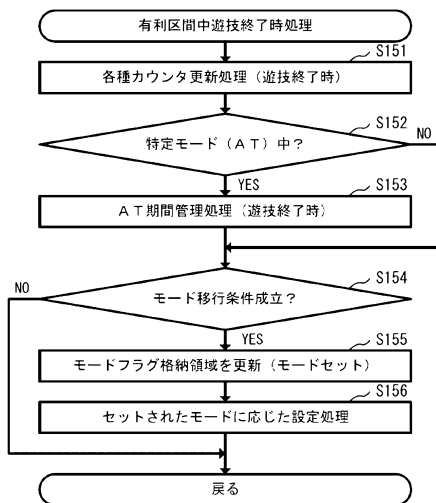 有利区間中遊技終了時処理
S151
各種カウンタ更新処理（遊技終了時）
S152
特定モード（ＡＴ）中？
NO
YES
S153
ＡＴ期間管理処理（遊技終了時）
S154
NO
モード移行条件成立？
YES
S155
モードフラグ格納領域を更新（モードセット）
S156
セットされたモードに応じた設定処理
戻る